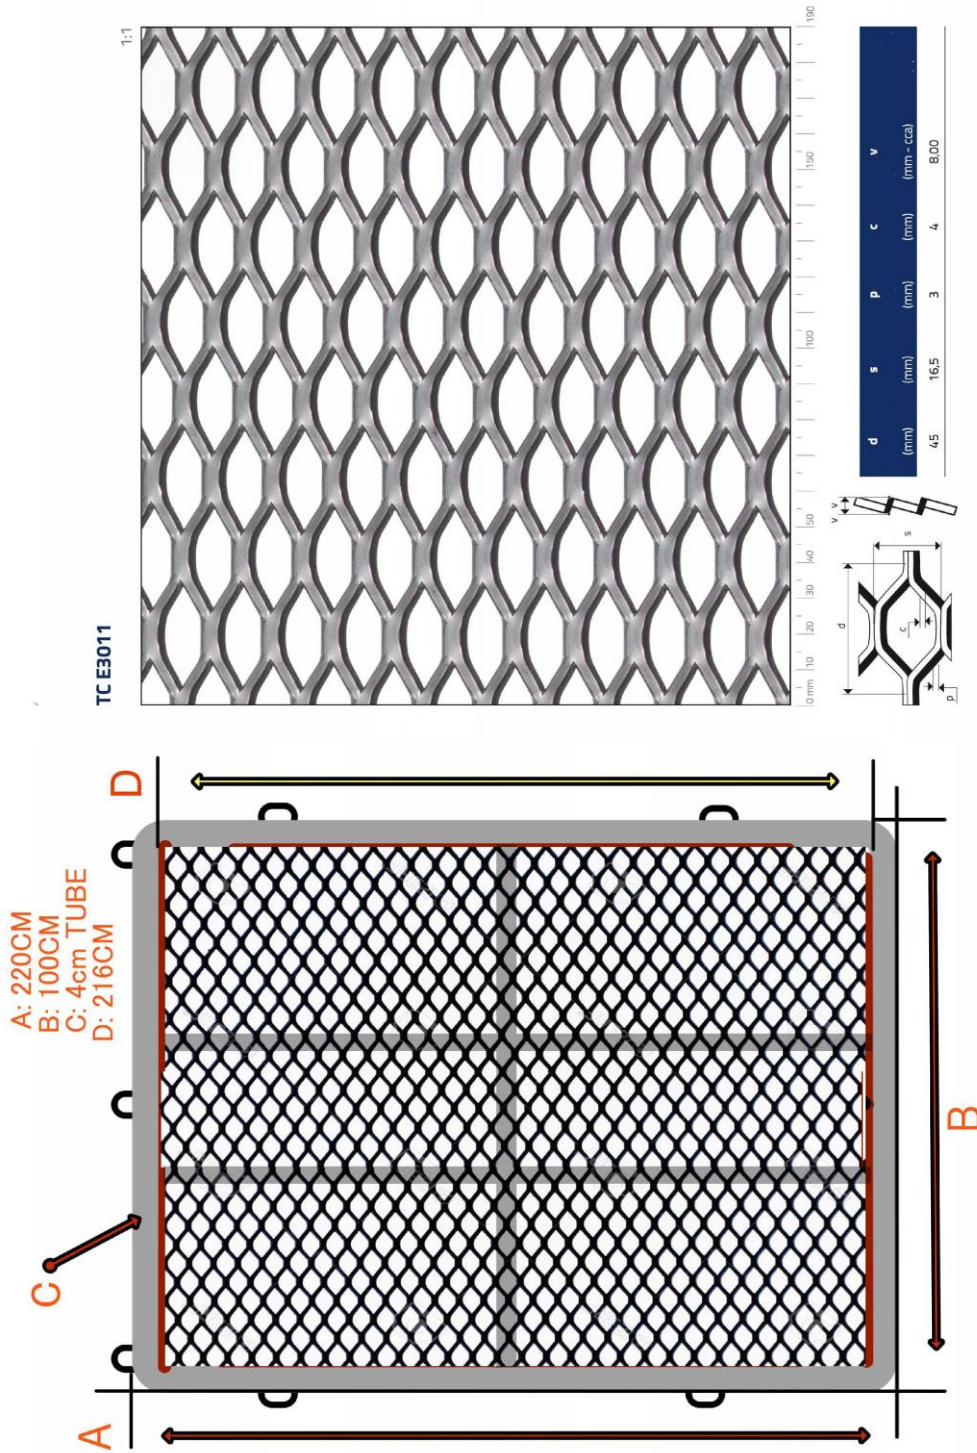 TC E3011
1:1
0 mm 10 20 30 40 50 100 150 190
d s p c v
(mm) (mm) (mm) (mm) (mm - cca)
45 16,5 3 4 8,00
d
s
c
p
v v
A: 220CM
B: 100CM
C: 4cm TUBE
D: 216CM
A
B
C
D